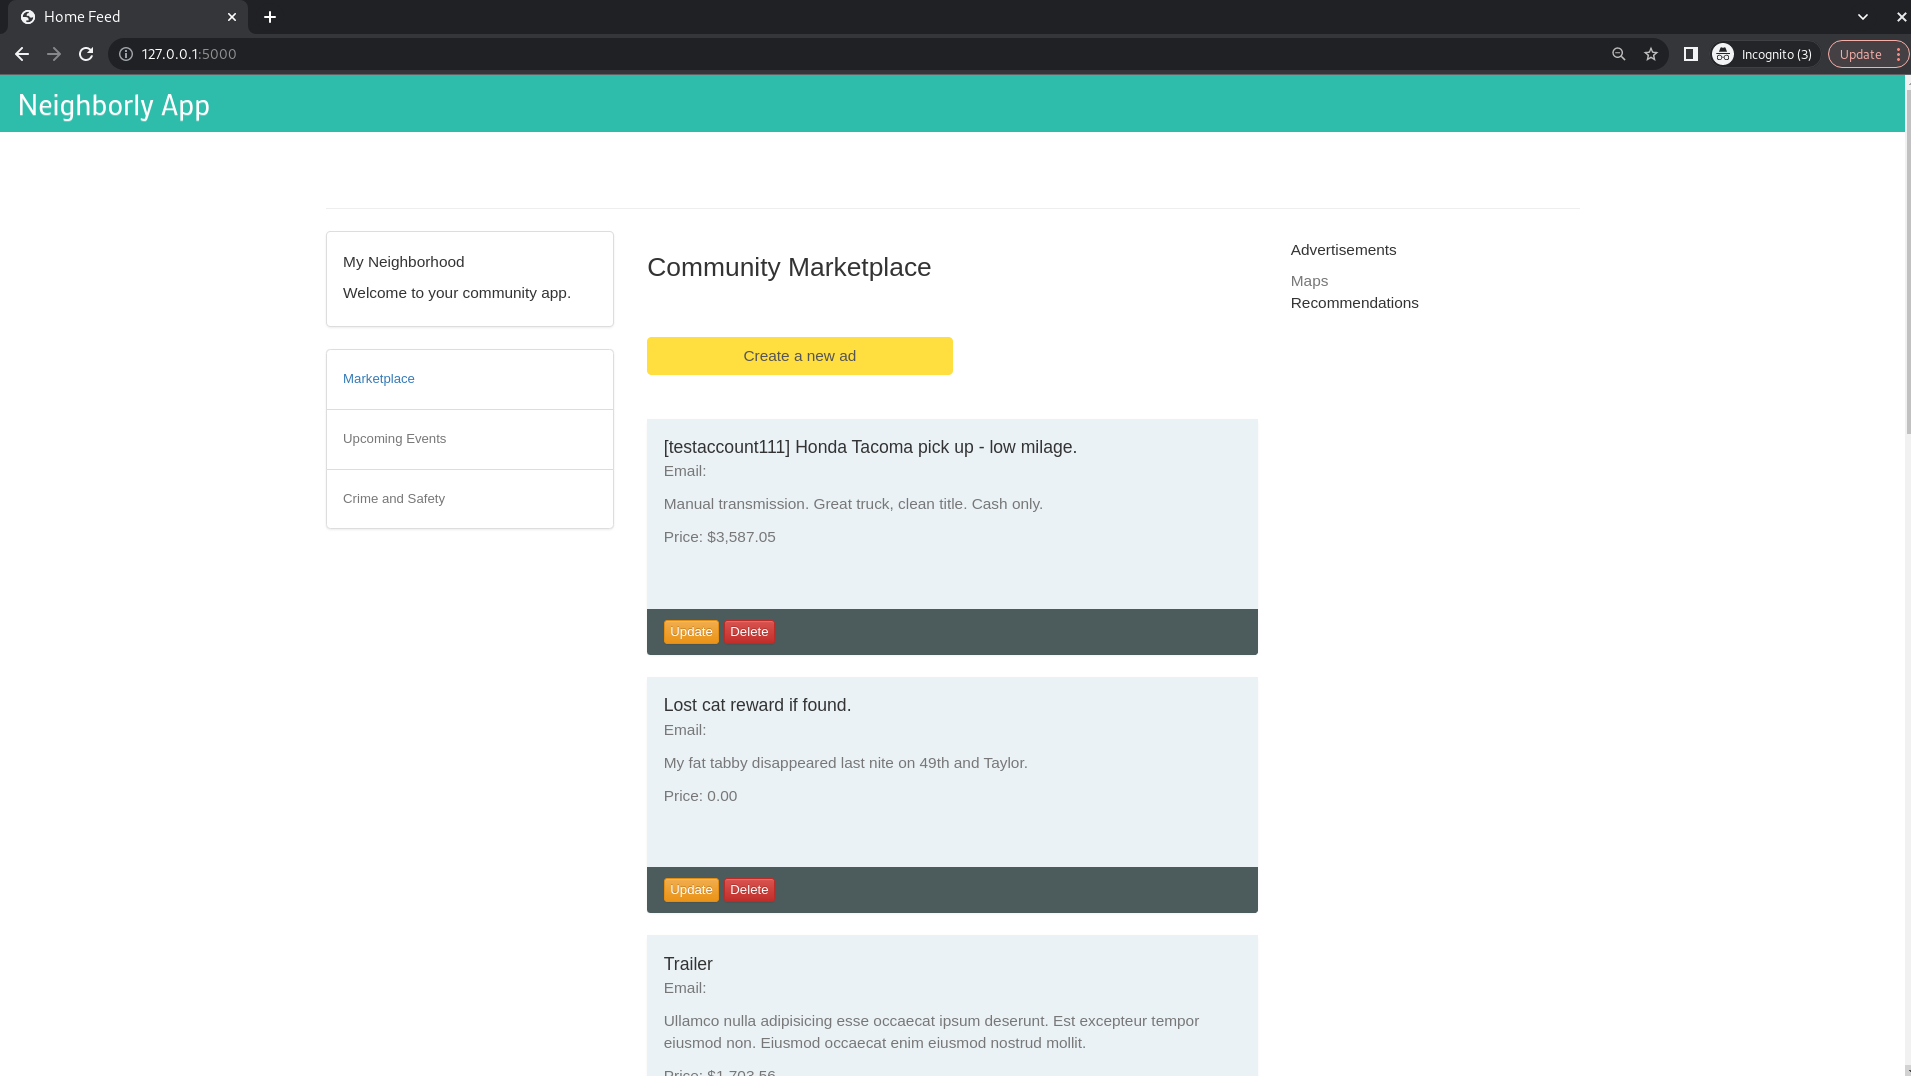 Home Feed
127.0.0.1:5000
Incognito (3)
Update
Neighborly App
My Neighborhood
Welcome to your community app.
Marketplace
Upcoming Events
Crime and Safety
Community Marketplace
Create a new ad
[testaccount111] Honda Tacoma pick up - low milage.
Email:
Manual transmission. Great truck, clean title. Cash only.
Price: $3,587.05
Update Delete
Lost cat reward if found.
Email:
My fat tabby disappeared last nite on 49th and Taylor.
Price: 0.00
Update Delete
Trailer
Email:
Ullamco nulla adipisicing esse occaecat ipsum deserunt. Est excepteur tempor
eiusmod non. Eiusmod occaecat enim eiusmod nostrud mollit.
Price: $1,703.56
Advertisements
Maps
Recommendations